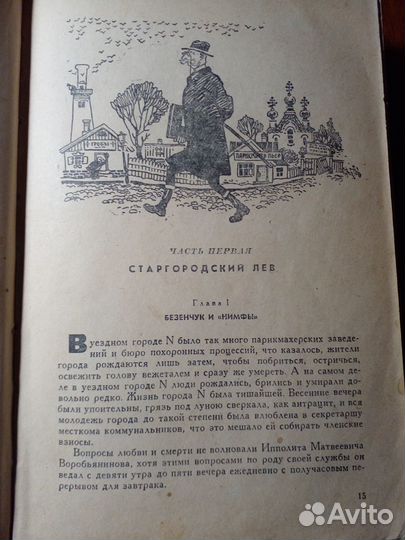 ГРОБЫ
ПАРИКМАХЕР ПЬЕР
ЧАСТЬ ПЕРВАЯ
СТАРГОРОДСКИЙ ЛЕВ
Глава I
БЕЗЕНЧУК И «НИМФЫ»
В уездном городе N было так много парикмахерских заведе-
ний и бюро похоронных процессий, что казалось, жители
города рождаются лишь затем, чтобы побриться, остричься,
освежить голову вежеталем и сразу же умереть. А на самом
деле в уездном городе N люди рождались, брились и умирали
довольно редко. Жизнь города N была тишайшей. Весенние вечера
были упоительны, грязь под луною сверкала, как антрацит, и вся
молодежь города до такой степени была влюблена в секретаршу
месткома коммунальников, что это мешало ей собирать членские
взносы.
Вопросы любви и смерти не волновали Ипполита Матвеевича
Воробьянинова, хотя этими вопросами по роду своей службы он
ведал с девяти утра до пяти вечера ежедневно с получасовым пе-
рерывом для завтрака.
15
Avito